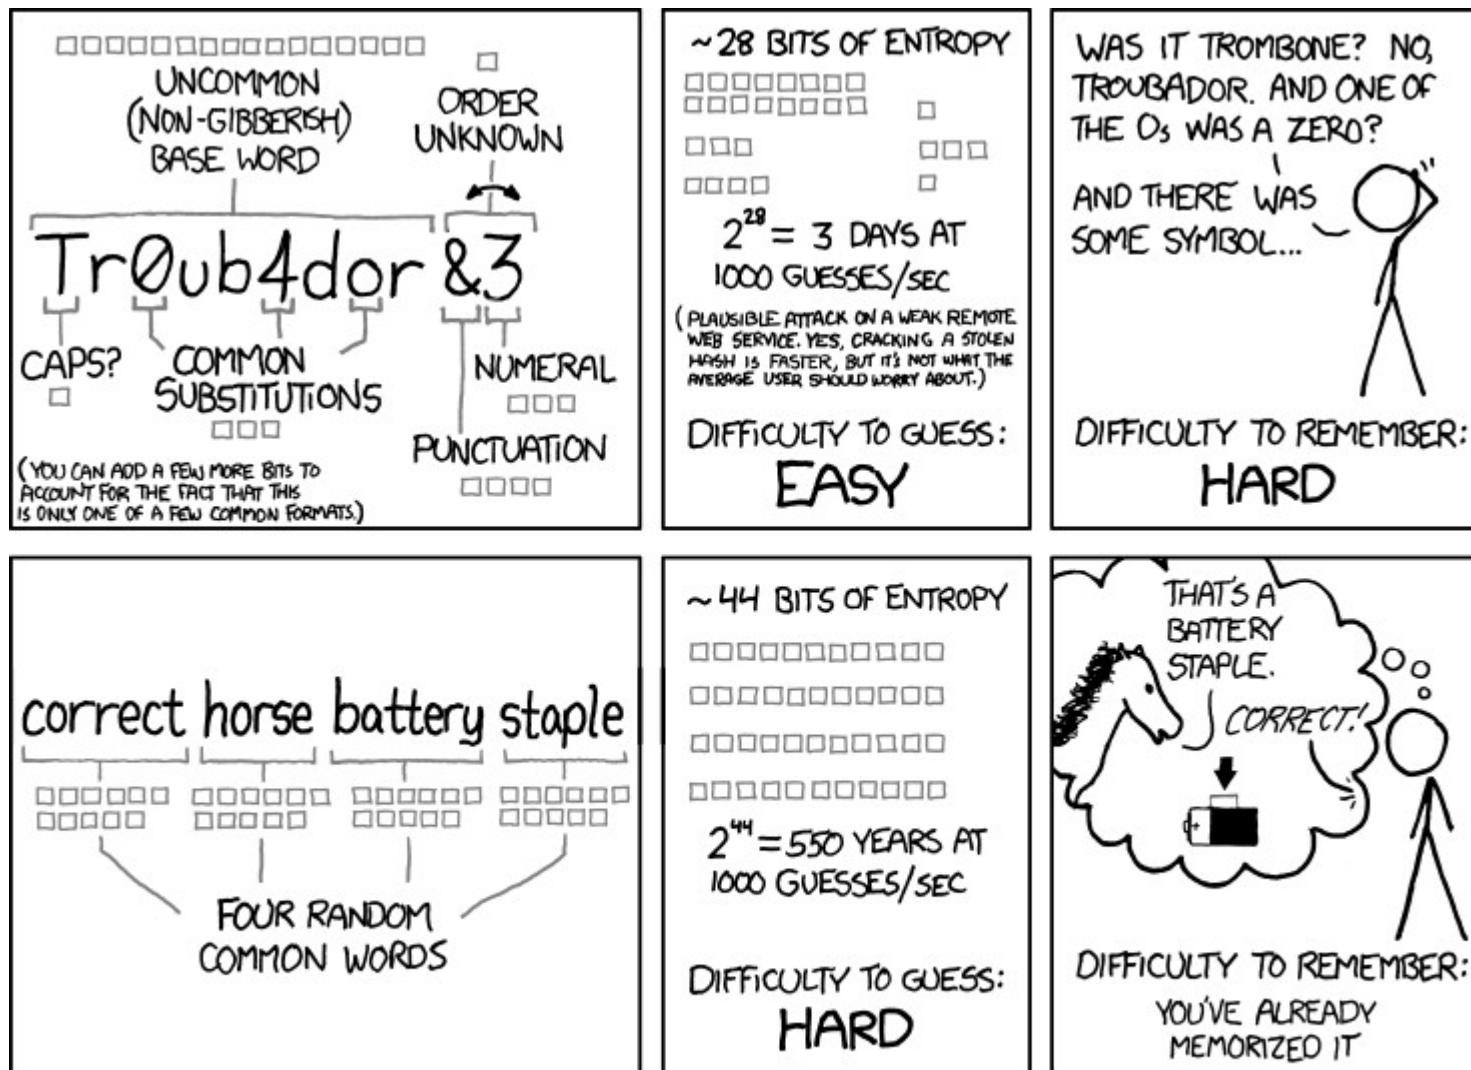 UNCOMMON
(NON-GIBBERISH)
BASE WORD
ORDER
UNKNOWN
Tr0ub4dor &3
CAPS?
COMMON
SUBSTITUTIONS
NUMERAL
PUNCTUATION
(YOU CAN ADD A FEW MORE BITS TO
ACCOUNT FOR THE FACT THAT THIS
IS ONLY ONE OF A FEW COMMON FORMATS.)
~28 BITS OF ENTROPY
2^28 = 3 DAYS AT
1000 GUESSES/SEC
(PLAUSIBLE ATTACK ON A WEAK REMOTE
WEB SERVICE. YES, CRACKING A STOLEN
HASH IS FASTER, BUT IT'S NOT WHAT THE
AVERAGE USER SHOULD WORRY ABOUT.)
DIFFICULTY TO GUESS:
EASY
WAS IT TROMBONE? NO,
TROUBADOR. AND ONE OF
THE Os WAS A ZERO?
AND THERE WAS
SOME SYMBOL...
DIFFICULTY TO REMEMBER:
HARD
correct horse battery staple
FOUR RANDOM
COMMON WORDS
~44 BITS OF ENTROPY
2^44 = 550 YEARS AT
1000 GUESSES/SEC
DIFFICULTY TO GUESS:
HARD
THAT'S A
BATTERY
STAPLE.
CORRECT!
+
DIFFICULTY TO REMEMBER:
YOU'VE ALREADY
MEMORIZED IT